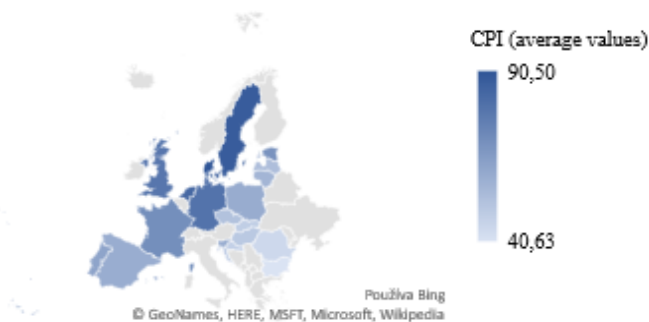 CPI (average values)
90,50
40,63
Používa Bing
© GeoNames, HERE, MSFT, Microsoft, Wikipedia